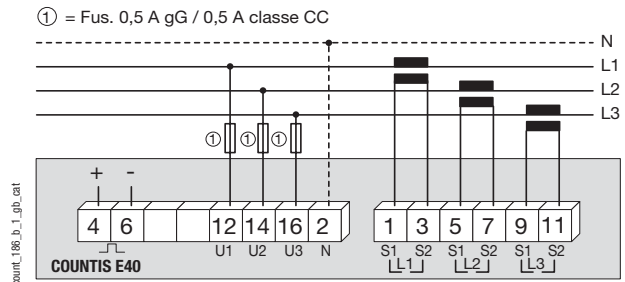 ① = Fus. 0,5 A gG / 0,5 A classe CC
N
L1
L2
L3
① ① ①
+ -
4 6 12 14 16 2 1 3 5 7 9 11
U1 U2 U3 N S1 S2 S1 S2 S1 S2
L1 L2 L3
COUNTIS E40
count_186_b_1_gb_cat